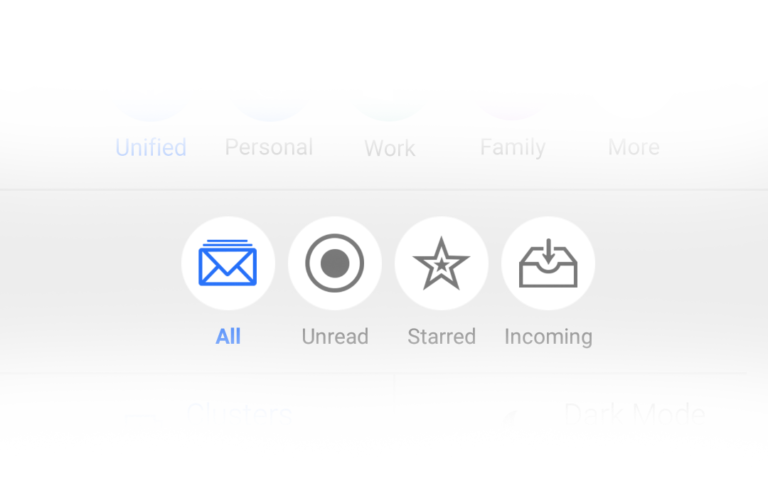 Unified Personal Work Family More
All Unread Starred Incoming
Clusters Dark Mode